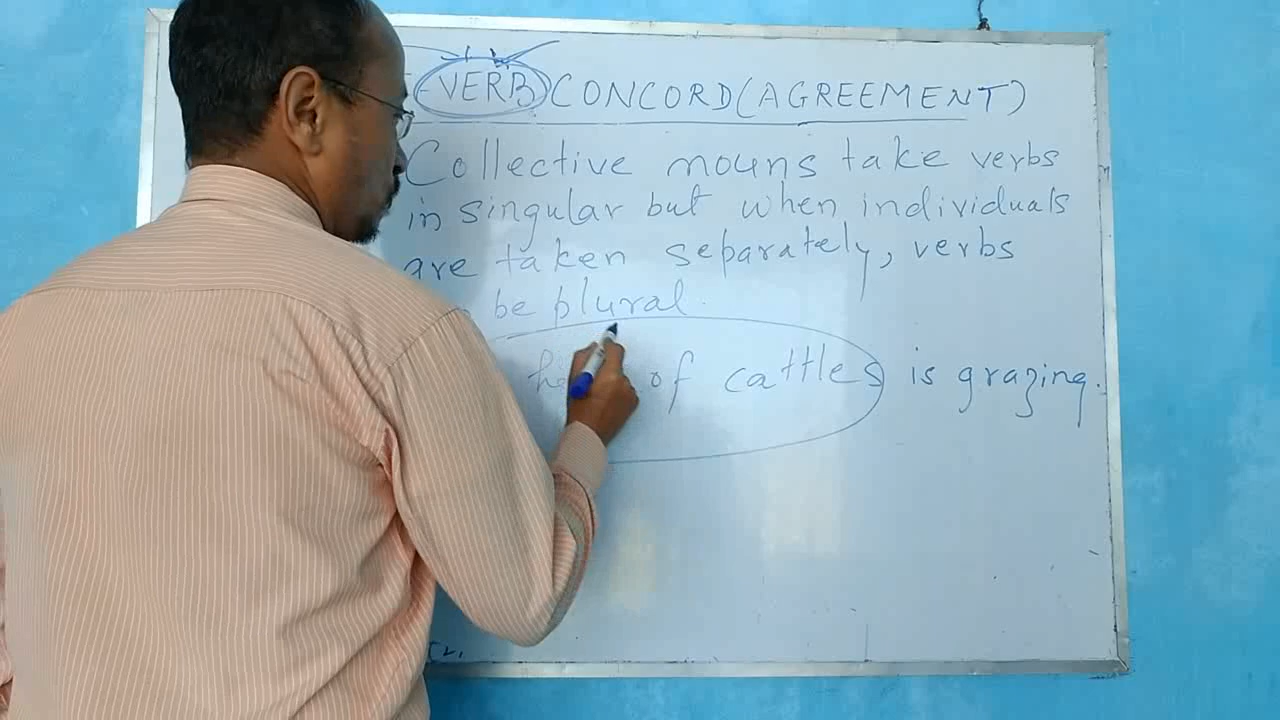 VERB CONCORD (AGREEMENT)
Collective nouns take verbs
in singular but when individuals
are taken separately, verbs
be plural.
of cattles is grazing.